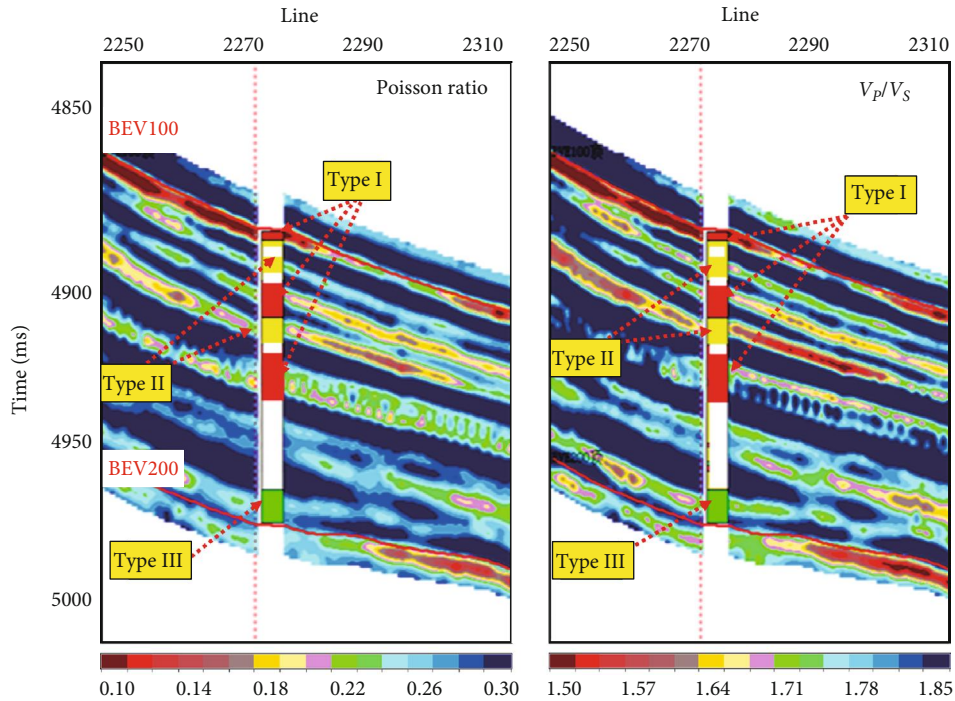 Line
2250 2270 2290 2310
Line
2250 2270 2290 2310
Time (ms)
4850
4900
4950
5000
Poisson ratio
BEV100
Type I
Type II
BEV200
Type III
V_P/V_S
Type I
Type II
Type III
0.10 0.14 0.18 0.22 0.26 0.30
1.50 1.57 1.64 1.71 1.78 1.85